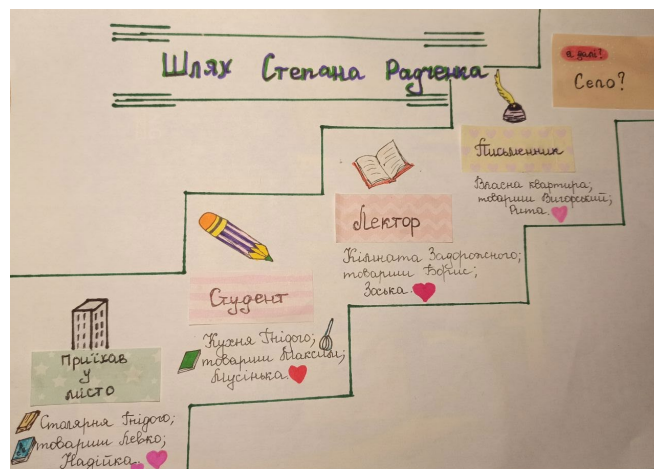 Шлях Степана Радченка
а далі?
Село?
Письменник
Власна квартира;
товариш Вигорський;
Рита.
Лектор
Кімната Задорожного;
товариш Борис;
Зоська.
Студент
Кухня Гнідого;
товариш Максим;
Мусінька.
Приїхав
у
місто
Столярня Гнідого;
товариш Левко;
Надійка.